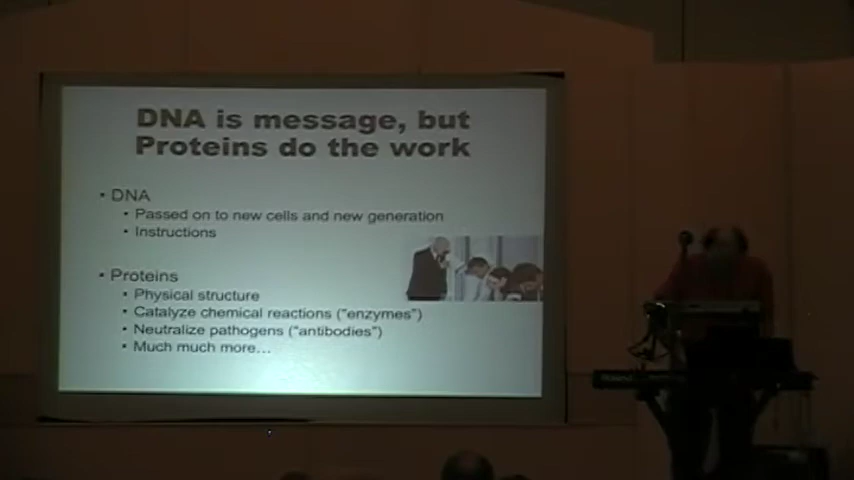 DNA is message, but
Proteins do the work
• DNA
• Passed on to new cells and new generation
• Instructions
• Proteins
• Physical structure
• Catalyze chemical reactions ("enzymes")
• Neutralize pathogens ("antibodies")
• Much much more...
Roland